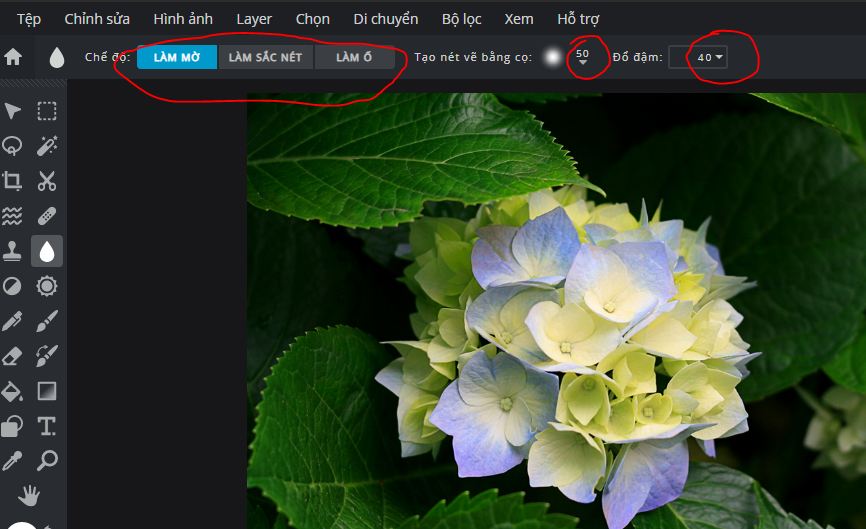 Tệp Chỉnh sửa Hình ảnh Layer Chọn Di chuyển Bộ lọc Xem Hỗ trợ
Chế độ: LÀM MỜ LÀM SẮC NÉT LÀM Ố Tạo nét vẽ bằng cọ: 50 Đổ đậm: 40
T